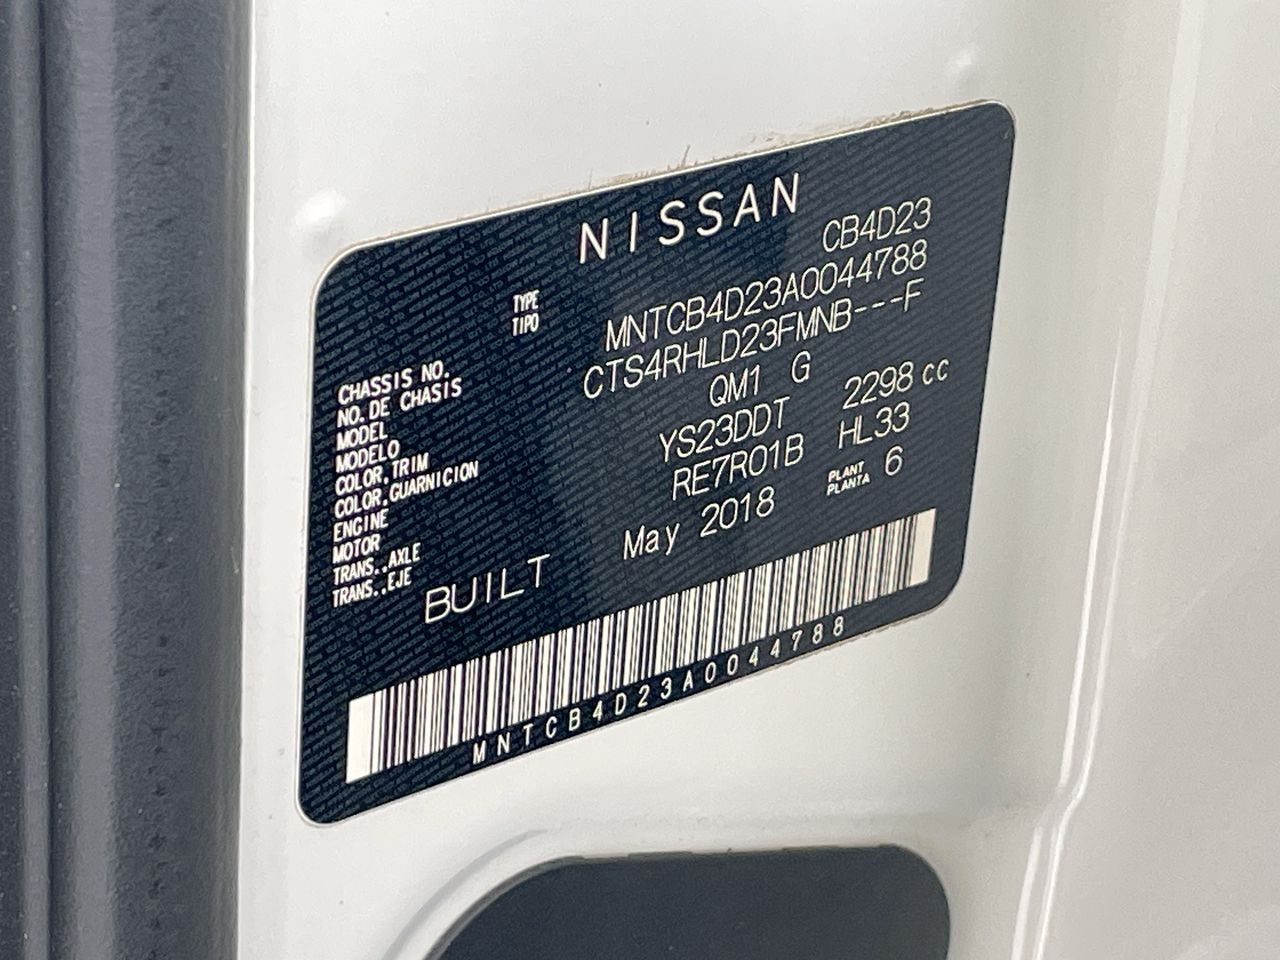 NISSAN
TYPE CB4D23
TIPO
CHASSIS NO. MNTCB4D23A0044788
NO. DE CHASIS
MODEL CTS4RHLD23FMNB---F
MODELO
COLOR, TRIM QM1 G
COLOR, GUARNICION
ENGINE YS23DDT 2298 cc
MOTOR
TRANS..AXLE RE7R01B HL33
TRANS..EJE
PLANT 6
PLANTA
BUILT May 2018
MNTCB4D23A0044788